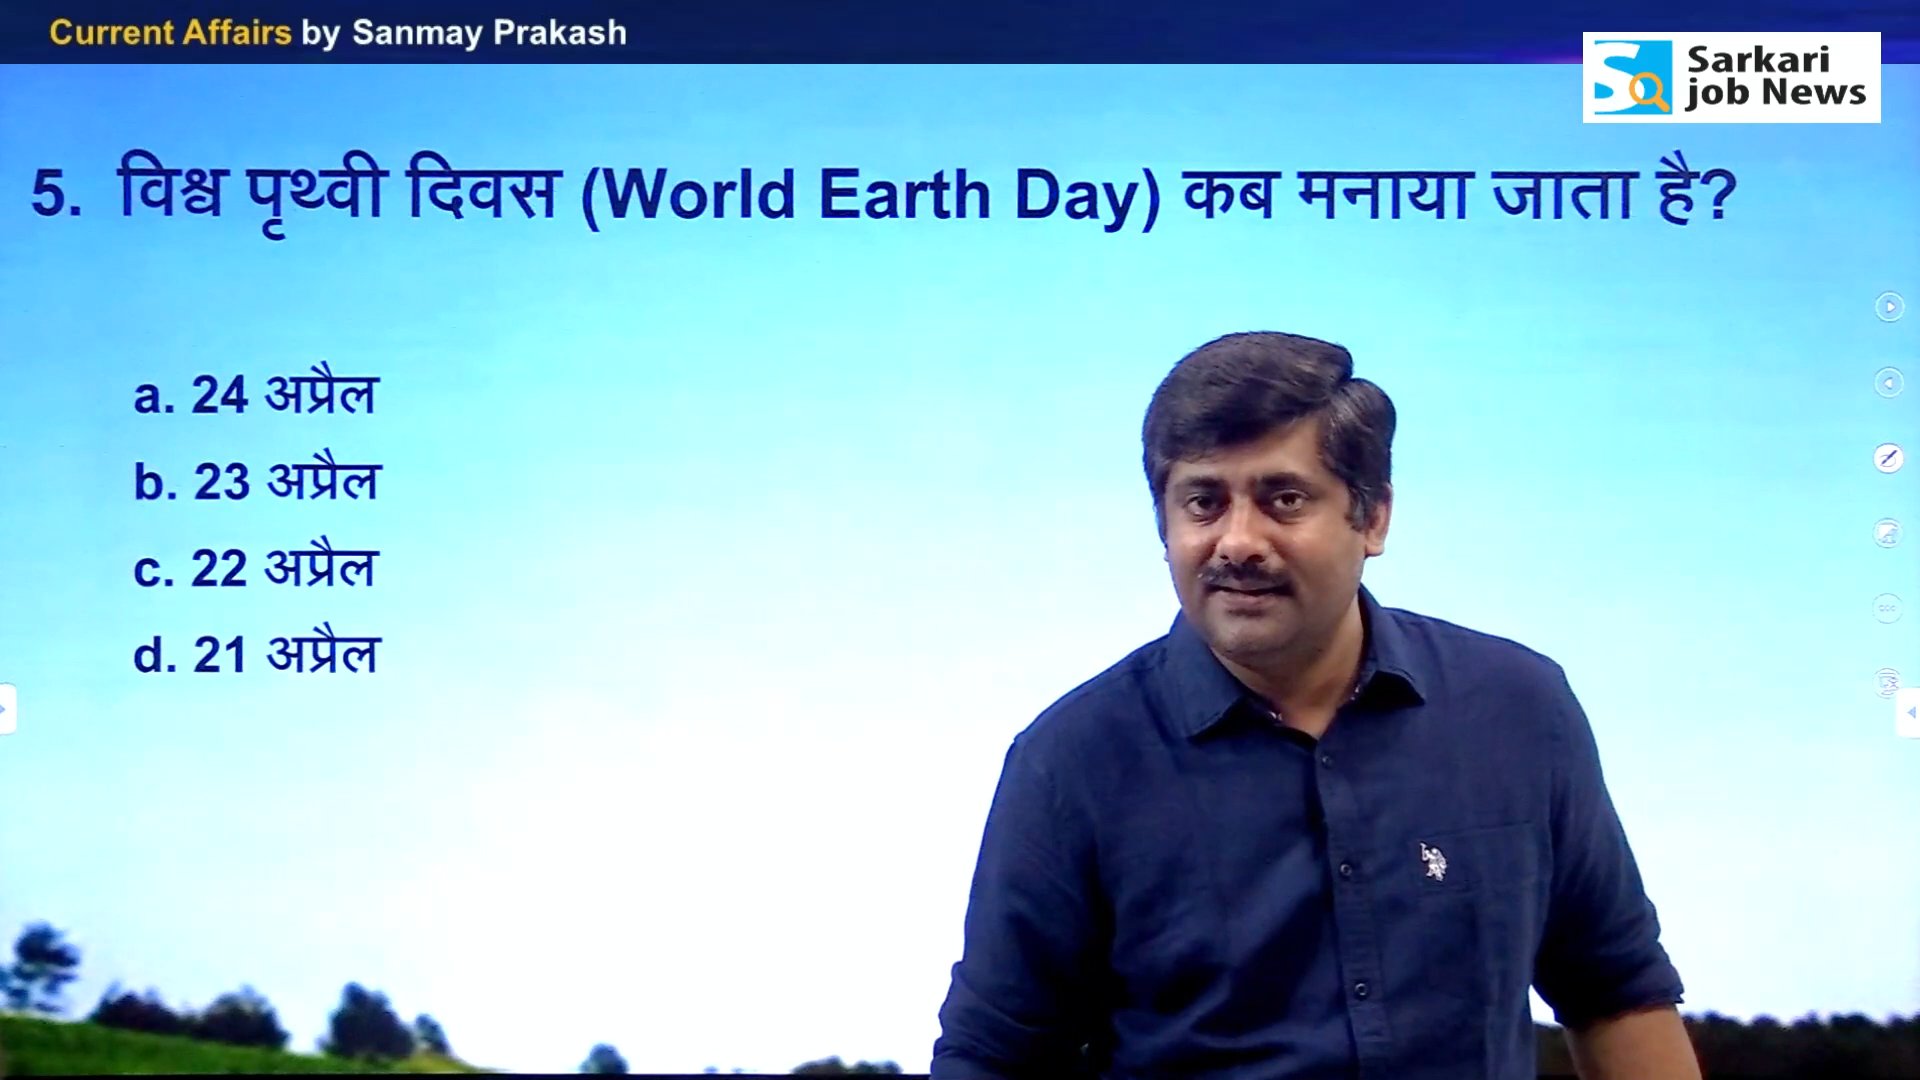 Current Affairs by Sanmay Prakash
Sarkari
job News
5. विश्व पृथ्वी दिवस (World Earth Day) कब मनाया जाता है?
a. 24 अप्रैल
b. 23 अप्रैल
c. 22 अप्रैल
d. 21 अप्रैल